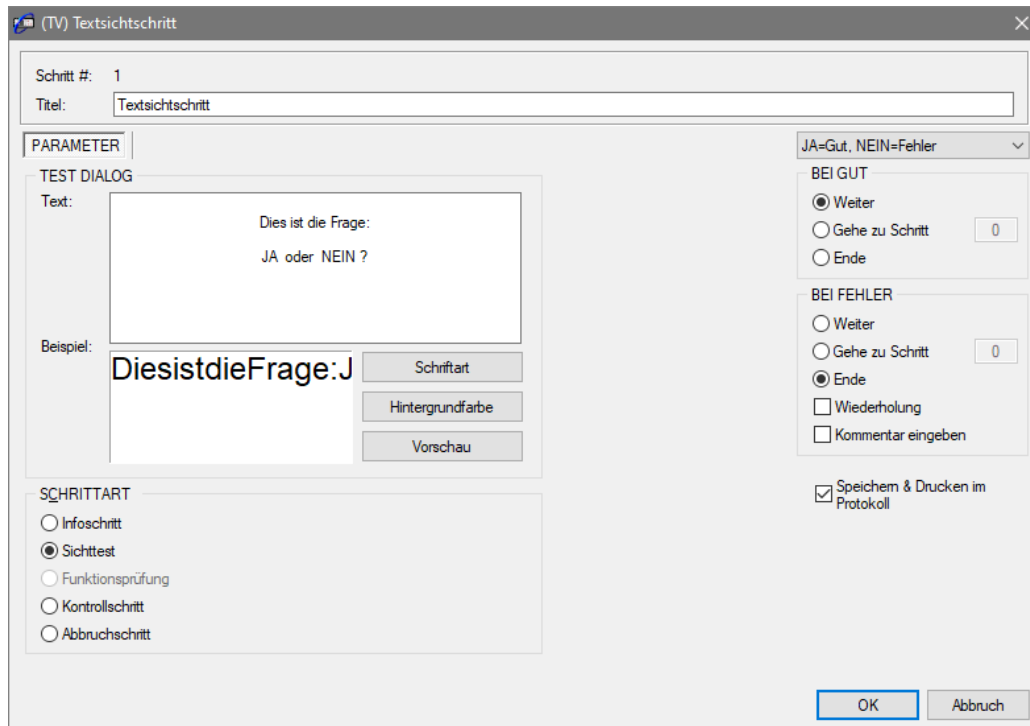 (TV) Textsichtschritt
Schritt #: 1
Titel: Textsichtschritt
PARAMETER
JA=Gut, NEIN=Fehler
TEST DIALOG
Text:
Dies ist die Frage:
JA oder NEIN ?
Beispiel:
DiesistdieFrage:J
Schriftart
Hintergrundfarbe
Vorschau
SCHRITTART
Infoschritt
Sichttest
Funktionsprüfung
Kontrollschritt
Abbruchschritt
BEI GUT
Weiter
Gehe zu Schritt 0
Ende
BEI FEHLER
Weiter
Gehe zu Schritt 0
Ende
Wiederholung
Kommentar eingeben
Speichern & Drucken im
Protokoll
OK Abbruch